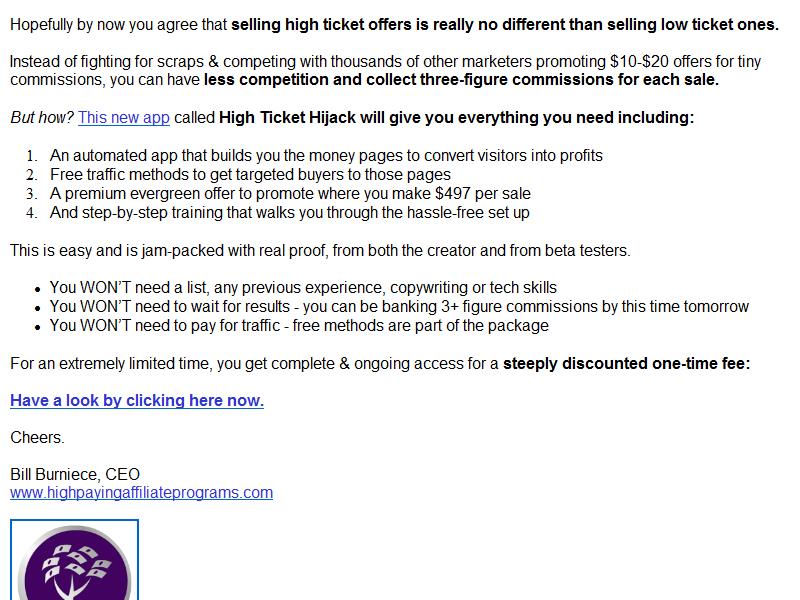 Hopefully by now you agree that selling high ticket offers is really no different than selling low ticket ones.
Instead of fighting for scraps & competing with thousands of other marketers promoting $10-$20 offers for tiny
commissions, you can have less competition and collect three-figure commissions for each sale.
But how? This new app called High Ticket Hijack will give you everything you need including:
1. An automated app that builds you the money pages to convert visitors into profits
2. Free traffic methods to get targeted buyers to those pages
3. A premium evergreen offer to promote where you make $497 per sale
4. And step-by-step training that walks you through the hassle-free set up
This is easy and is jam-packed with real proof, from both the creator and from beta testers.
• You WON'T need a list, any previous experience, copywriting or tech skills
• You WON'T need to wait for results - you can be banking 3+ figure commissions by this time tomorrow
• You WON'T need to pay for traffic - free methods are part of the package
For an extremely limited time, you get complete & ongoing access for a steeply discounted one-time fee:
Have a look by clicking here now.
Cheers.
Bill Burniece, CEO
www.highpayingaffiliateprograms.com